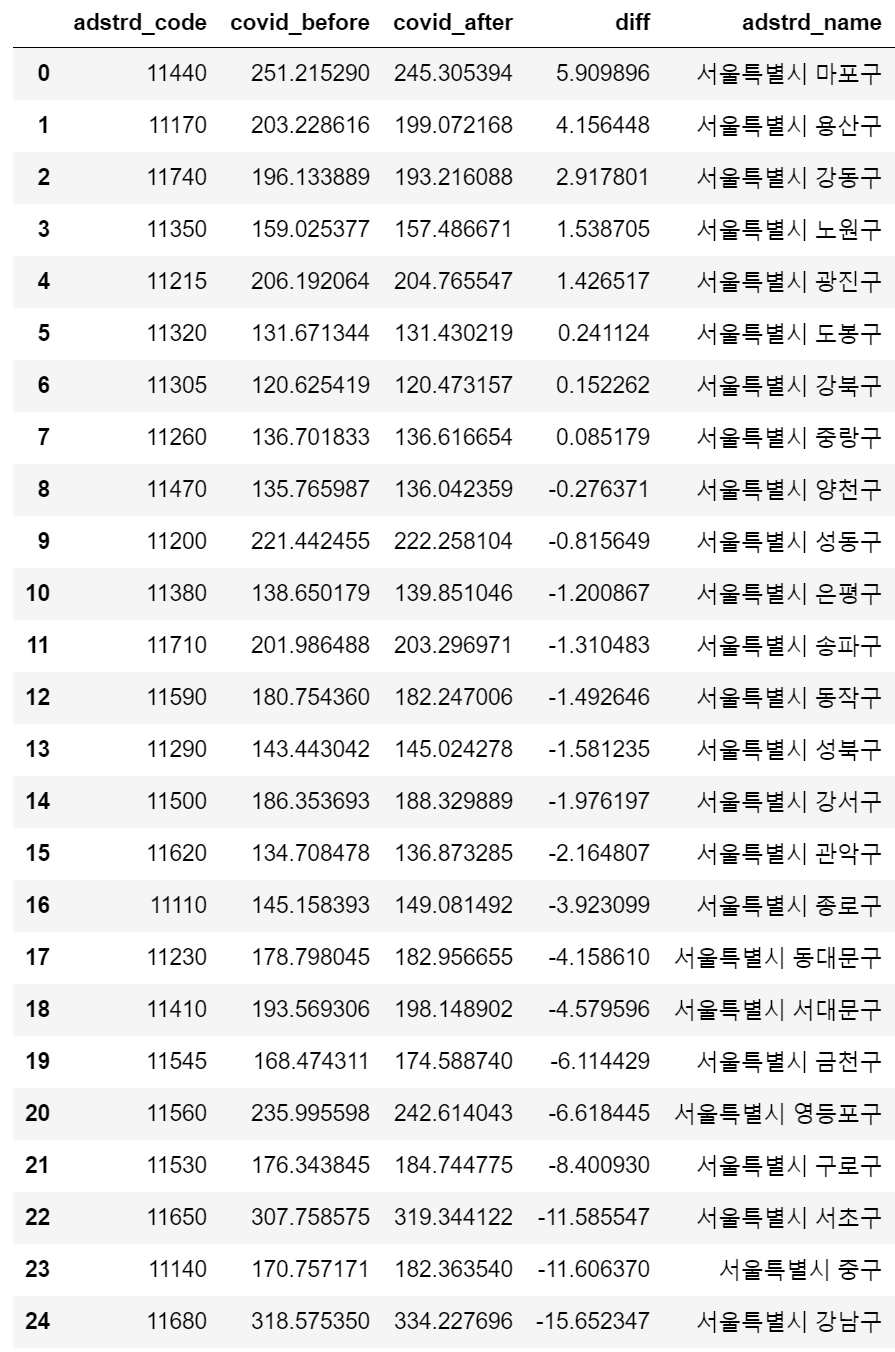 adstrd_code covid_before covid_after diff adstrd_name
0 11440 251.215290 245.305394 5.909896 서울특별시 마포구
1 11170 203.228616 199.072168 4.156448 서울특별시 용산구
2 11740 196.133889 193.216088 2.917801 서울특별시 강동구
3 11350 159.025377 157.486671 1.538705 서울특별시 노원구
4 11215 206.192064 204.765547 1.426517 서울특별시 광진구
5 11320 131.671344 131.430219 0.241124 서울특별시 도봉구
6 11305 120.625419 120.473157 0.152262 서울특별시 강북구
7 11260 136.701833 136.616654 0.085179 서울특별시 중랑구
8 11470 135.765987 136.042359 -0.276371 서울특별시 양천구
9 11200 221.442455 222.258104 -0.815649 서울특별시 성동구
10 11380 138.650179 139.851046 -1.200867 서울특별시 은평구
11 11710 201.986488 203.296971 -1.310483 서울특별시 송파구
12 11590 180.754360 182.247006 -1.492646 서울특별시 동작구
13 11290 143.443042 145.024278 -1.581235 서울특별시 성북구
14 11500 186.353693 188.329889 -1.976197 서울특별시 강서구
15 11620 134.708478 136.873285 -2.164807 서울특별시 관악구
16 11110 145.158393 149.081492 -3.923099 서울특별시 종로구
17 11230 178.798045 182.956655 -4.158610 서울특별시 동대문구
18 11410 193.569306 198.148902 -4.579596 서울특별시 서대문구
19 11545 168.474311 174.588740 -6.114429 서울특별시 금천구
20 11560 235.995598 242.614043 -6.618445 서울특별시 영등포구
21 11530 176.343845 184.744775 -8.400930 서울특별시 구로구
22 11650 307.758575 319.344122 -11.585547 서울특별시 서초구
23 11140 170.757171 182.363540 -11.606370 서울특별시 중구
24 11680 318.575350 334.227696 -15.652347 서울특별시 강남구